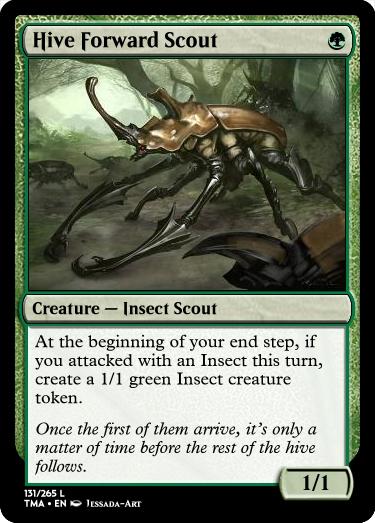 Hive Forward Scout
Creature — Insect Scout
At the beginning of your end step, if
you attacked with an Insect this turn,
create a 1/1 green Insect creature
token.
Once the first of them arrive, it's only a
matter of time before the rest of the hive
follows.
1/1
131/265 L
TMA • EN Jessada-Art